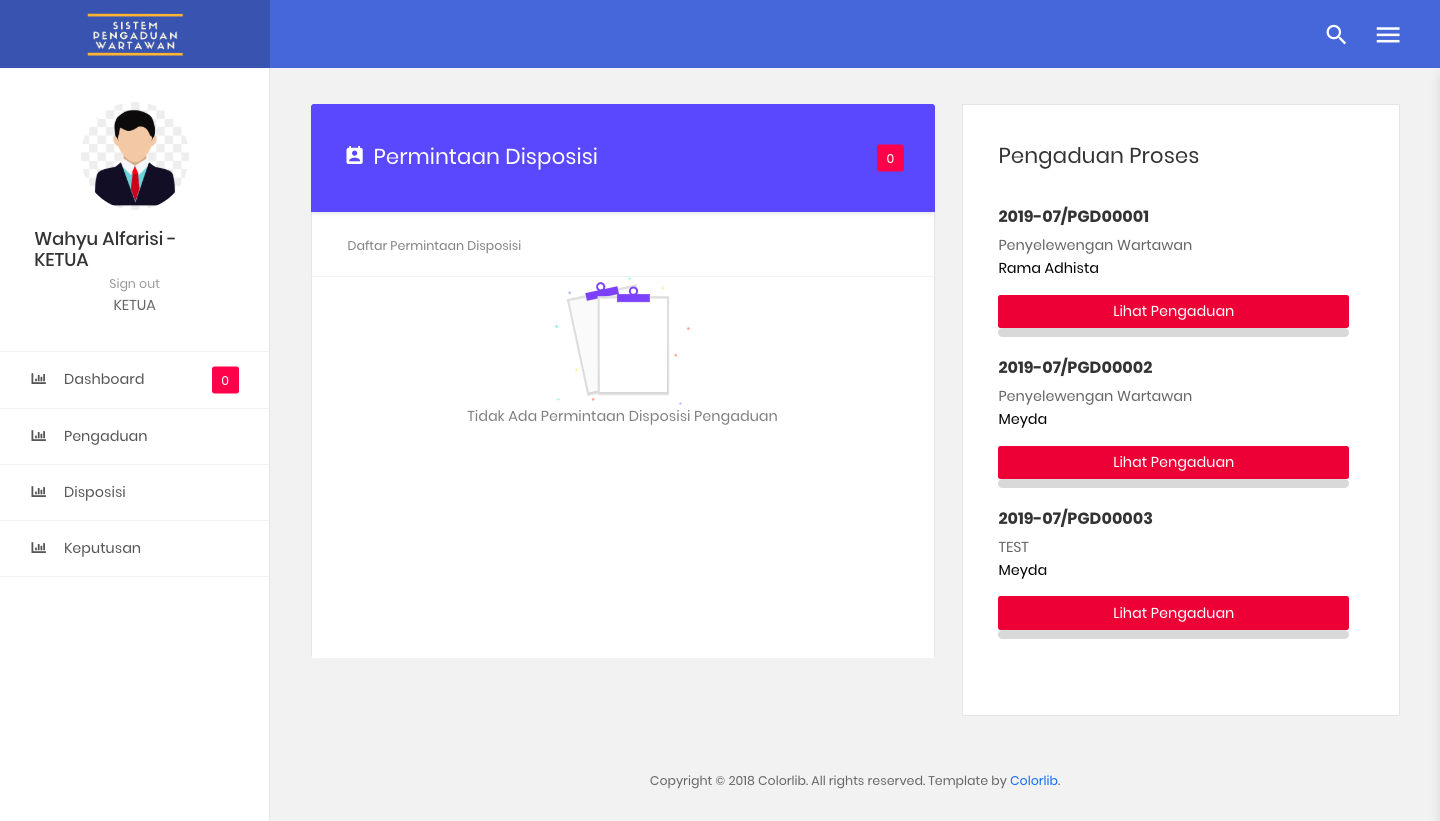 SISTEM
PENGADUAN
WARTAWAN
Wahyu Alfarisi -
KETUA
Sign out
KETUA
Dashboard
0
Pengaduan
Disposisi
Keputusan
Permintaan Disposisi
0
Daftar Permintaan Disposisi
Tidak Ada Permintaan Disposisi Pengaduan
Pengaduan Proses
2019-07/PGD00001
Penyelewengan Wartawan
Rama Adhista
Lihat Pengaduan
2019-07/PGD00002
Penyelewengan Wartawan
Meyda
Lihat Pengaduan
2019-07/PGD00003
TEST
Meyda
Lihat Pengaduan
Copyright © 2018 Colorlib. All rights reserved. Template by Colorlib.